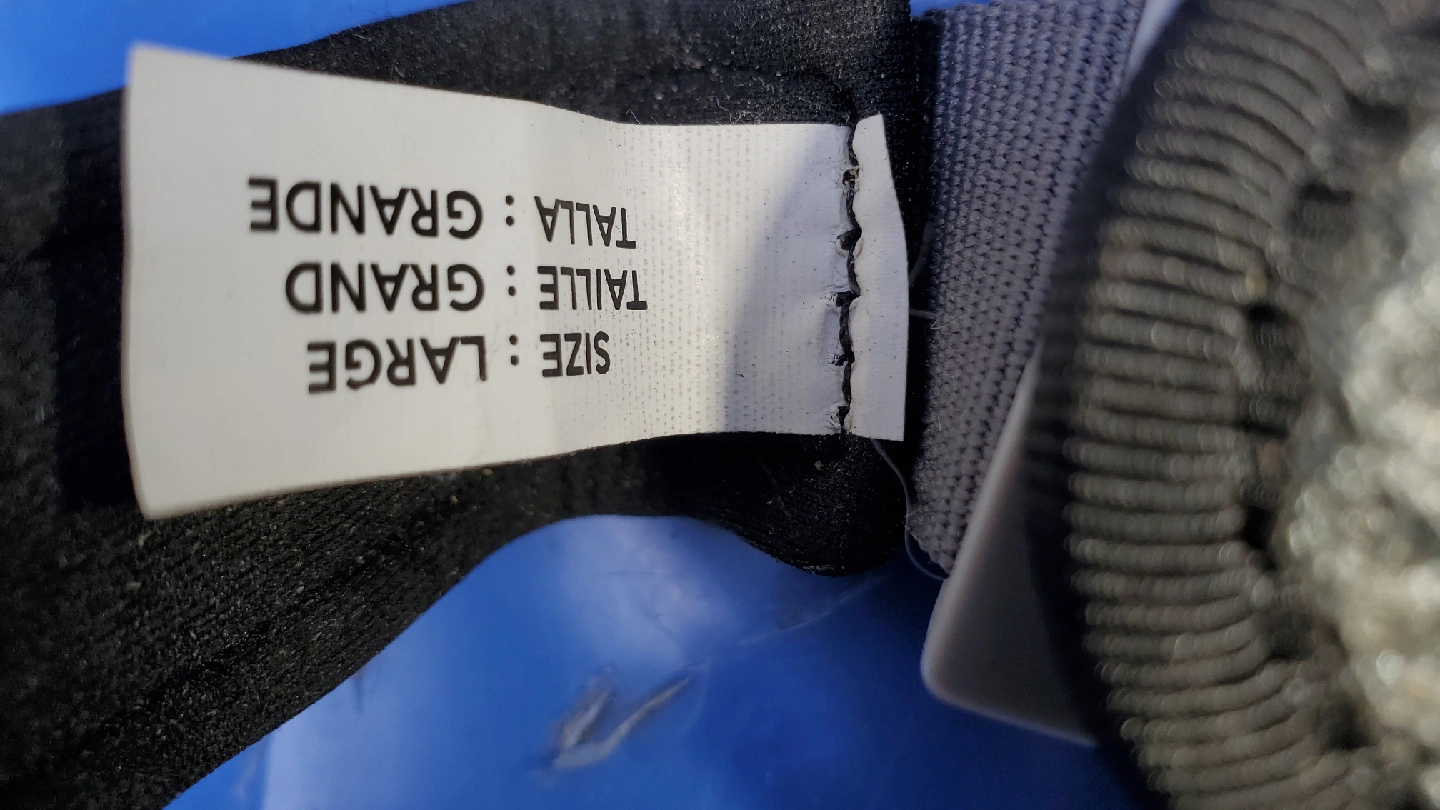 SIZE : LARGE
TAILLE : GRAND
TALLA : GRANDE